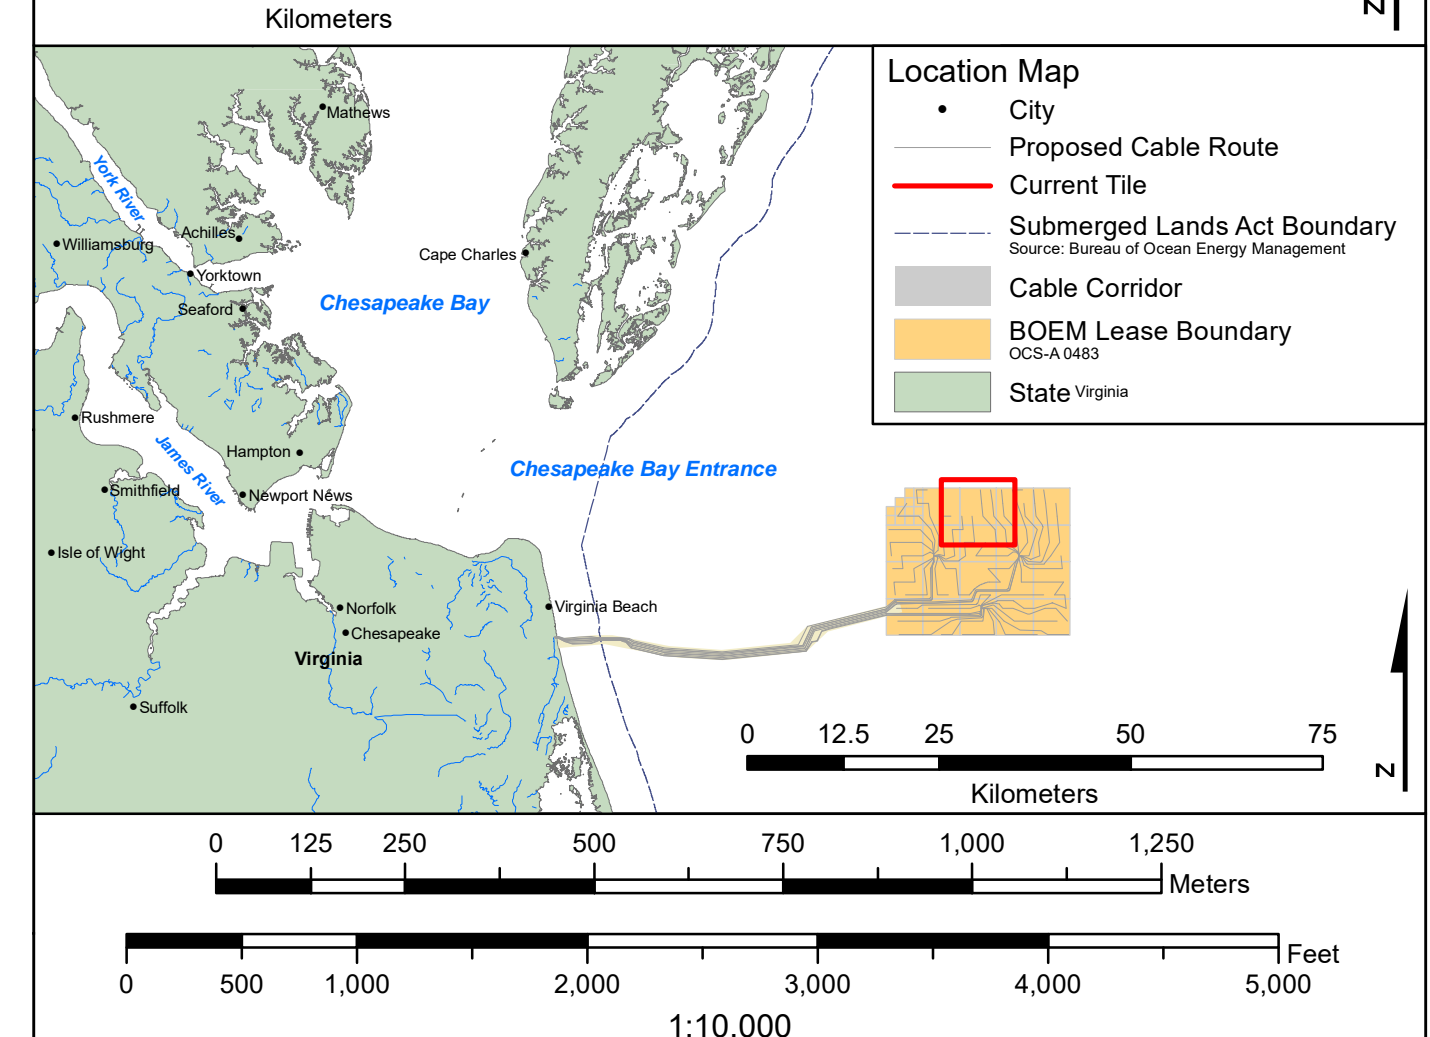 Kilometers
N
Location Map
City
Proposed Cable Route
Current Tile
Submerged Lands Act Boundary
Source: Bureau of Ocean Energy Management
Cable Corridor
BOEM Lease Boundary
OCS-A 0483
State Virginia
Mathews
York River
Achilles
Williamsburg
Yorktown
Cape Charles
Seaford
Chesapeake Bay
Rushmere
James River
Hampton
Chesapeake Bay Entrance
Smithfield
Newport News
Isle of Wight
Norfolk
Virginia Beach
Chesapeake
Virginia
Suffolk
0 12.5 25 50 75
Kilometers
N
0 125 250 500 750 1,000 1,250
Meters
Feet
0 500 1,000 2,000 3,000 4,000 5,000
1:10,000